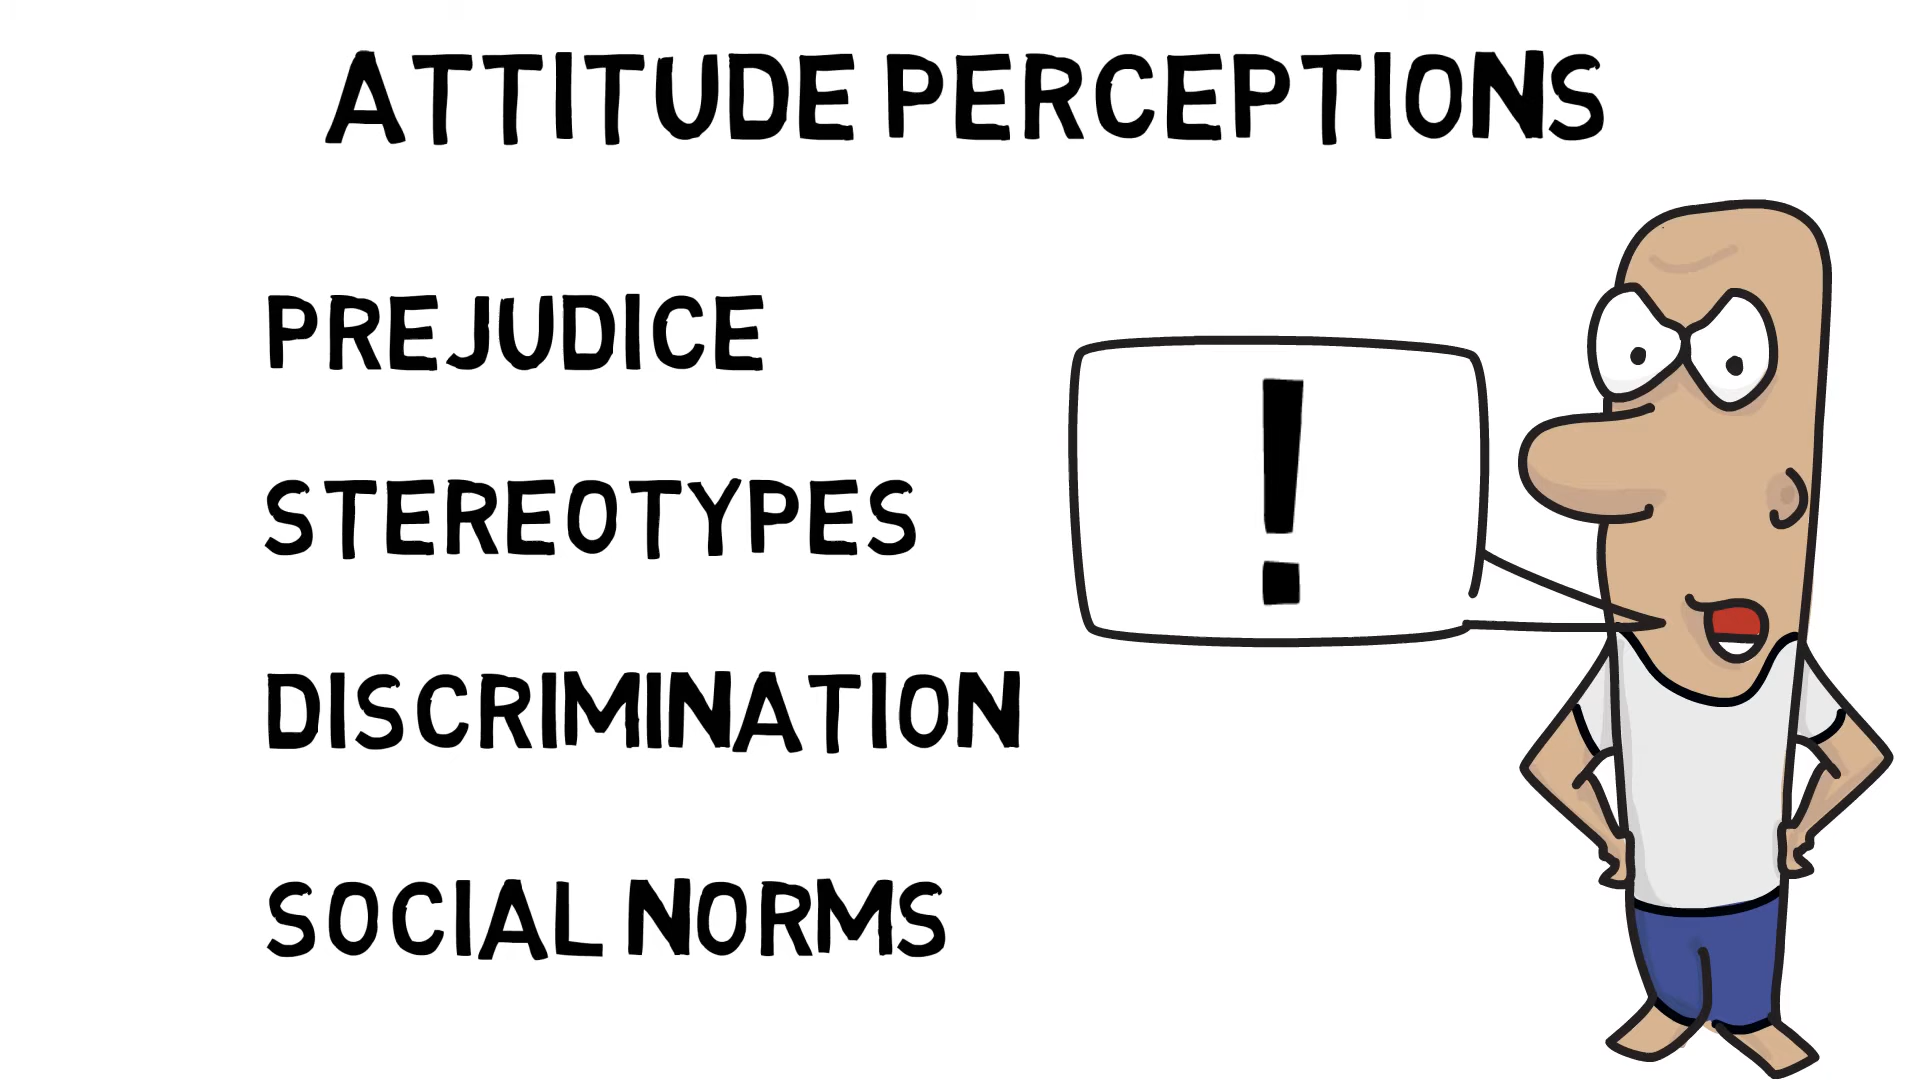 ATTITUDE PERCEPTIONS
PREJUDICE
!
STEREOTYPES
DISCRIMINATION
SOCIAL NORMS